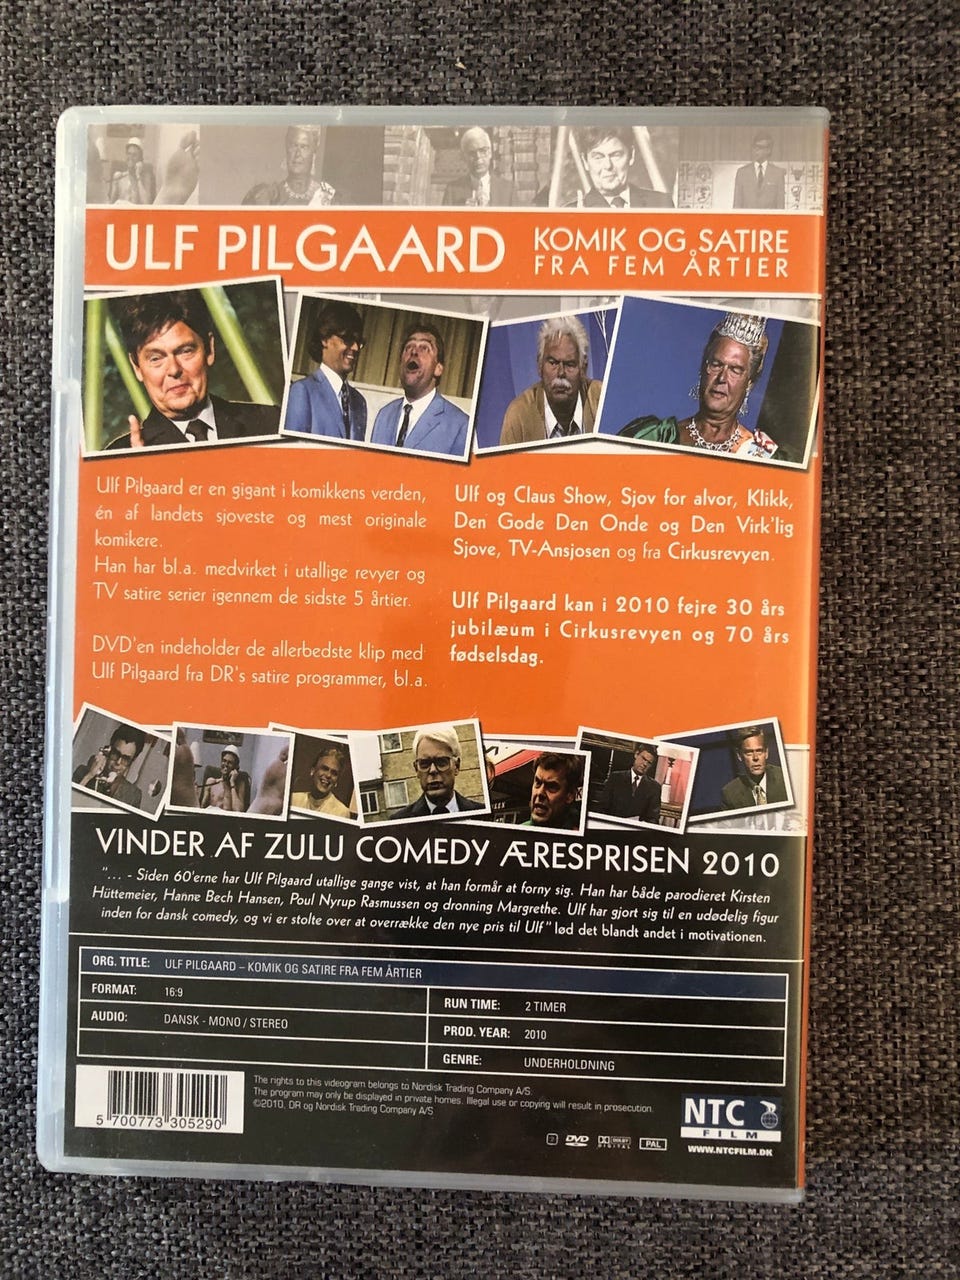 ULF PILGAARD
KOMIK OG SATIRE
FRA FEM ÅRTIER
Ulf Pilgaard er en gigant i komikkens verden,
én af landets sjoveste og mest originale
komikere.
Han har bl.a. medvirket i utallige revyer og
TV satire serier igennem de sidste 5 årtier.
DVD'en indeholder de allerbedste klip med
Ulf Pilgaard fra DR's satire programmer, bl.a.
Ulf og Claus Show, Sjov for alvor, Klikk,
Den Gode Den Onde og Den Virk'lig
Sjove, TV-Ansjosen og fra Cirkusrevyen.
Ulf Pilgaard kan i 2010 fejre 30 års
jubilæum i Cirkusrevyen og 70 års
fødselsdag.
VINDER AF ZULU COMEDY ÆRESPRISEN 2010
"... - Siden 60'erne har Ulf Pilgaard utallige gange vist, at han formår at forny sig. Han har både parodieret Kirsten
Hüttemeier, Hanne Bech Hansen, Poul Nyrup Rasmussen og dronning Margrethe. Ulf har gjort sig til en udødelig figur
inden for dansk comedy, og vi er stolte over at overrække den nye pris til Ulf" lød det blandt andet i motivationen.
ORG. TITLE: ULF PILGAARD – KOMIK OG SATIRE FRA FEM ÅRTIER
FORMAT: 16:9
AUDIO: DANSK - MONO / STEREO
RUN TIME: 2 TIMER
PROD. YEAR: 2010
GENRE: UNDERHOLDNING
5 700773 305290
The rights to this videogram belongs to Nordisk Trading Company A/S.
The program may only be displayed in private homes. Illegal use or copying will result in prosecution.
©2010, DR og Nordisk Trading Company A/S
2 DVD DOLBY DIGITAL PAL
NTC
FILM
WWW.NTCFILM.DK